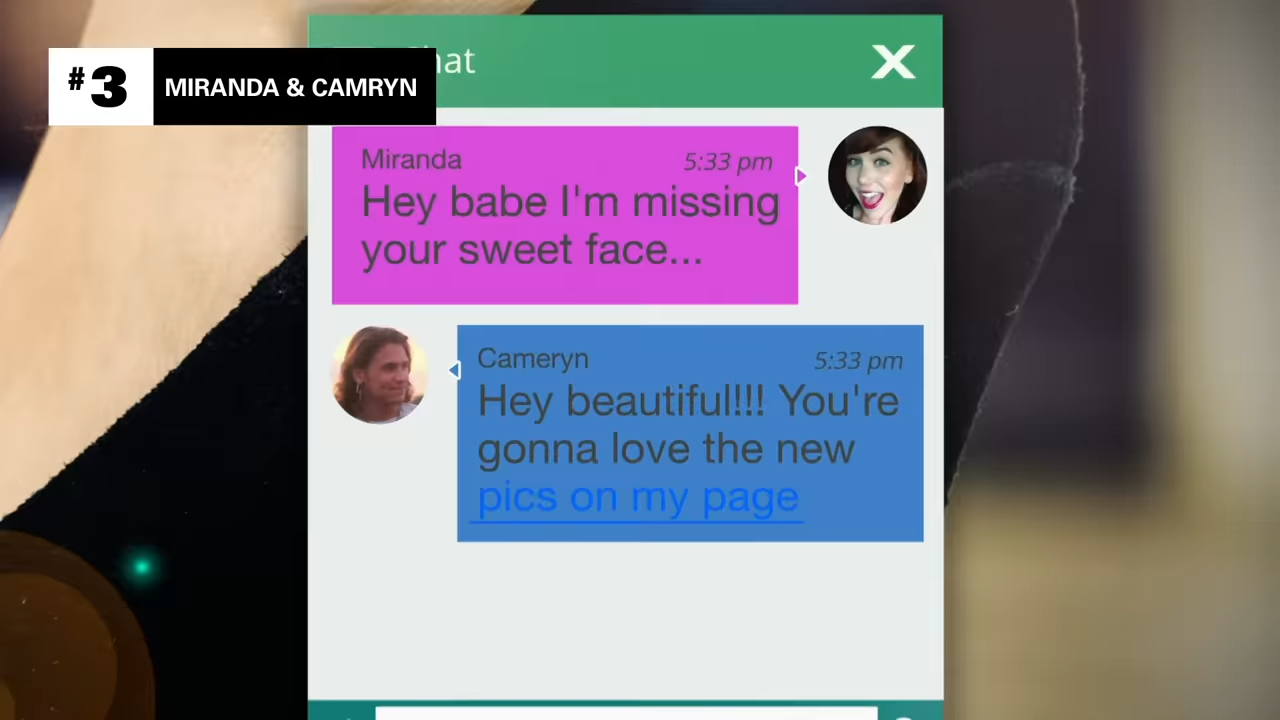 #3 MIRANDA & CAMRYN
hat
X
Miranda 5:33 pm
Hey babe I'm missing
your sweet face...
Cameryn 5:33 pm
Hey beautiful!!! You're
gonna love the new
pics on my page